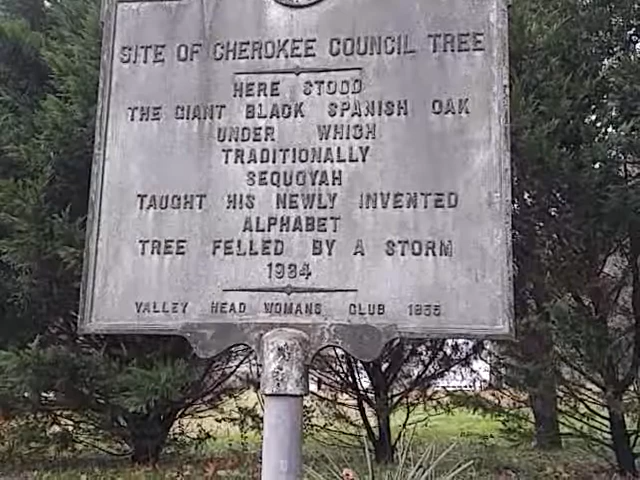 SITE OF CHEROKEE COUNCIL TREE
HERE STOOD
THE GIANT BLACK SPANISH OAK
UNDER WHICH
TRADITIONALLY
SEQUOYAH
TAUGHT HIS NEWLY INVENTED
ALPHABET
TREE FELLED BY A STORM
1934
VALLEY HEAD WOMANS CLUB